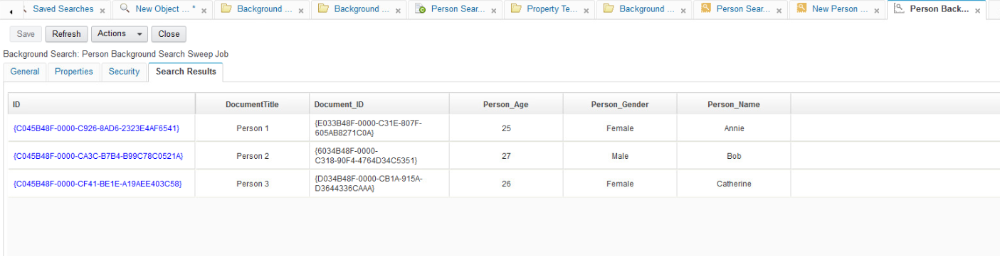 Saved Searches
New Object ... *
Background ...
Background ...
Person Sear...
Property Te...
Background ...
Person Sear...
New Person ...
Person Back...
Save
Refresh
Actions
Close
Background Search: Person Background Search Sweep Job
General
Properties
Security
Search Results
ID
DocumentTitle
Document_ID
Person_Age
Person_Gender
Person_Name
{C045B48F-0000-C926-8AD6-2323E4AF6541}
Person 1
{E033B48F-0000-C31E-807F-
605AB8271C0A}
25
Female
Annie
{C045B48F-0000-CA3C-B7B4-B99C78C0521A}
Person 2
{6034B48F-0000-
C318-90F4-4764D34C5351}
27
Male
Bob
{C045B48F-0000-CF41-BE1E-A19AEE403C58}
Person 3
{D034B48F-0000-CB1A-915A-
D3644336CAAA}
26
Female
Catherine